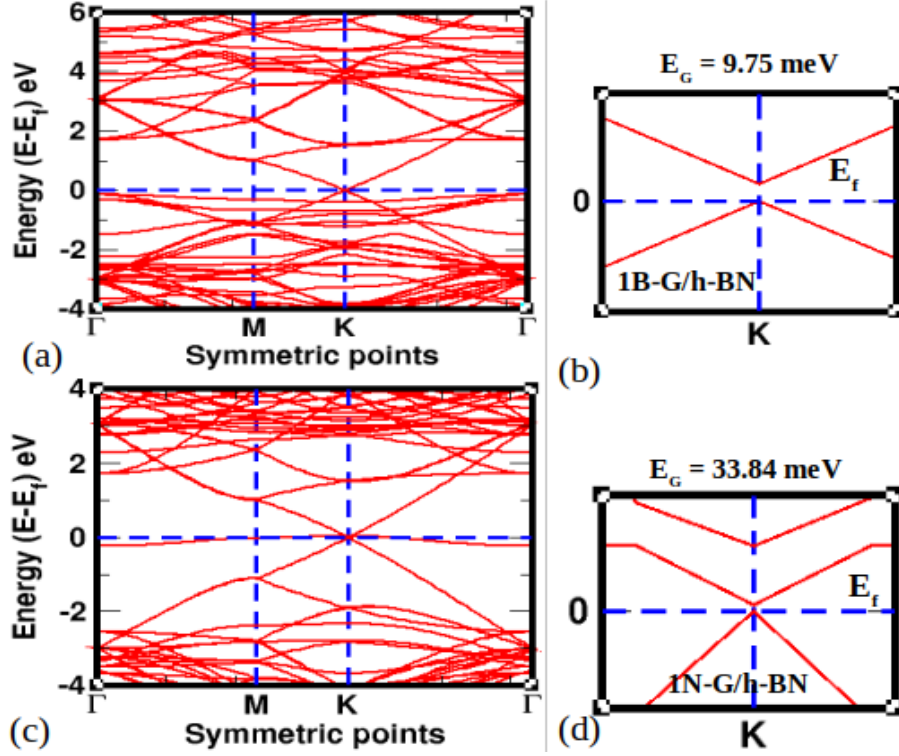 6
4
2
0
-2
-4
Energy (E-E_f) eV
Γ M K Γ
Symmetric points
(a)
E_G = 9.75 meV
0
E_f
1B-G/h-BN
K
(b)
4
2
0
-2
-4
Energy (E-E_f) eV
Γ M K Γ
Symmetric points
(c)
E_G = 33.84 meV
0
E_f
1N-G/h-BN
K
(d)